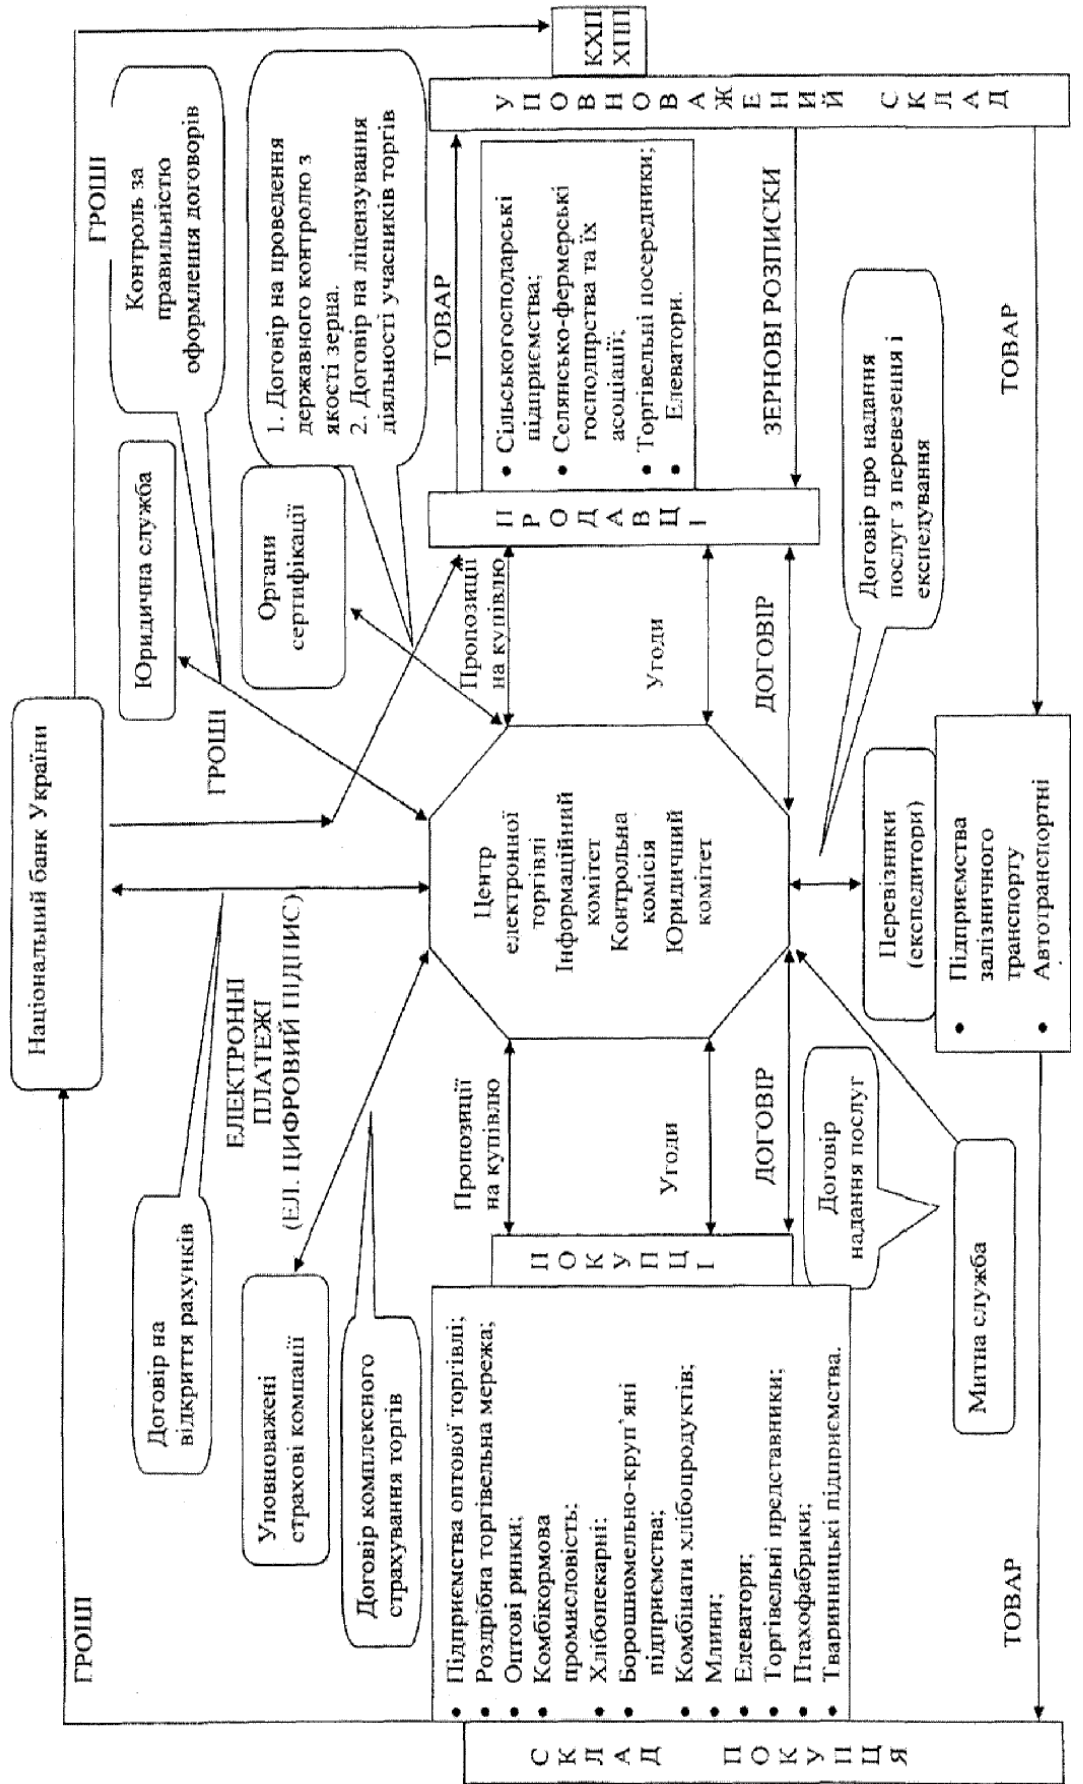 Національний банк України
ГРОШІ
ГРОШІ
ГРОШІ
Договір на
відкриття рахунків
ЕЛЕКТРОННІ
ПЛАТЕЖІ
(ЕЛ. ЦИФРОВИЙ ПІДПИС)
Уповноважені
страхові компанії
Договір комплексного
страхування торгів
Юридична служба
Контроль за
правильністю
оформлення договорів
Органи
сертифікації
1. Договір на проведення
державного контролю з
якості зерна.
2. Договір на ліцензування
діяльності учасників торгів
КХП
ХПП
СКЛАД ПОКУПЦЯ
• Підприємства оптової торгівлі;
• Роздрібна торгівельна мережа;
• Оптові ринки;
• Комбікормова
промисловість;
• Хлібопекарні;
• Борошномельно-круп’яні
підприємства;
• Комбінати хлібопродуктів;
• Млини;
• Елеватори;
• Торгівельні представники;
• Птахофабрики;
• Тваринницькі підприємства.
ПОКУПЦІ
Пропозиції
на купівлю
Угоди
ДОГОВІР
Центр
електронної
торгівлі
Інформаційний
комітет
Контрольна
комісія
Юридичний
комітет
Пропозиції
на купівлю
Угоди
ДОГОВІР
ПРОДАВЦІ
ТОВАР
• Сільськогосподарські
підприємства;
• Селянсько-фермерські
господпрства та їх
асоціації;
• Торгівельні посередники;
• Елеватори.
ЗЕРНОВІ РОЗПИСКИ
УПОВНОВАЖЕНИЙ СКЛАД
Договір
надання послуг
Митна служба
Перевізники
(експедитори)
• Підприємства
залізничного
транспорту
• Автотранспортні
Договір про надання
послуг з перевезення і
експедування
ТОВАР
ТОВАР